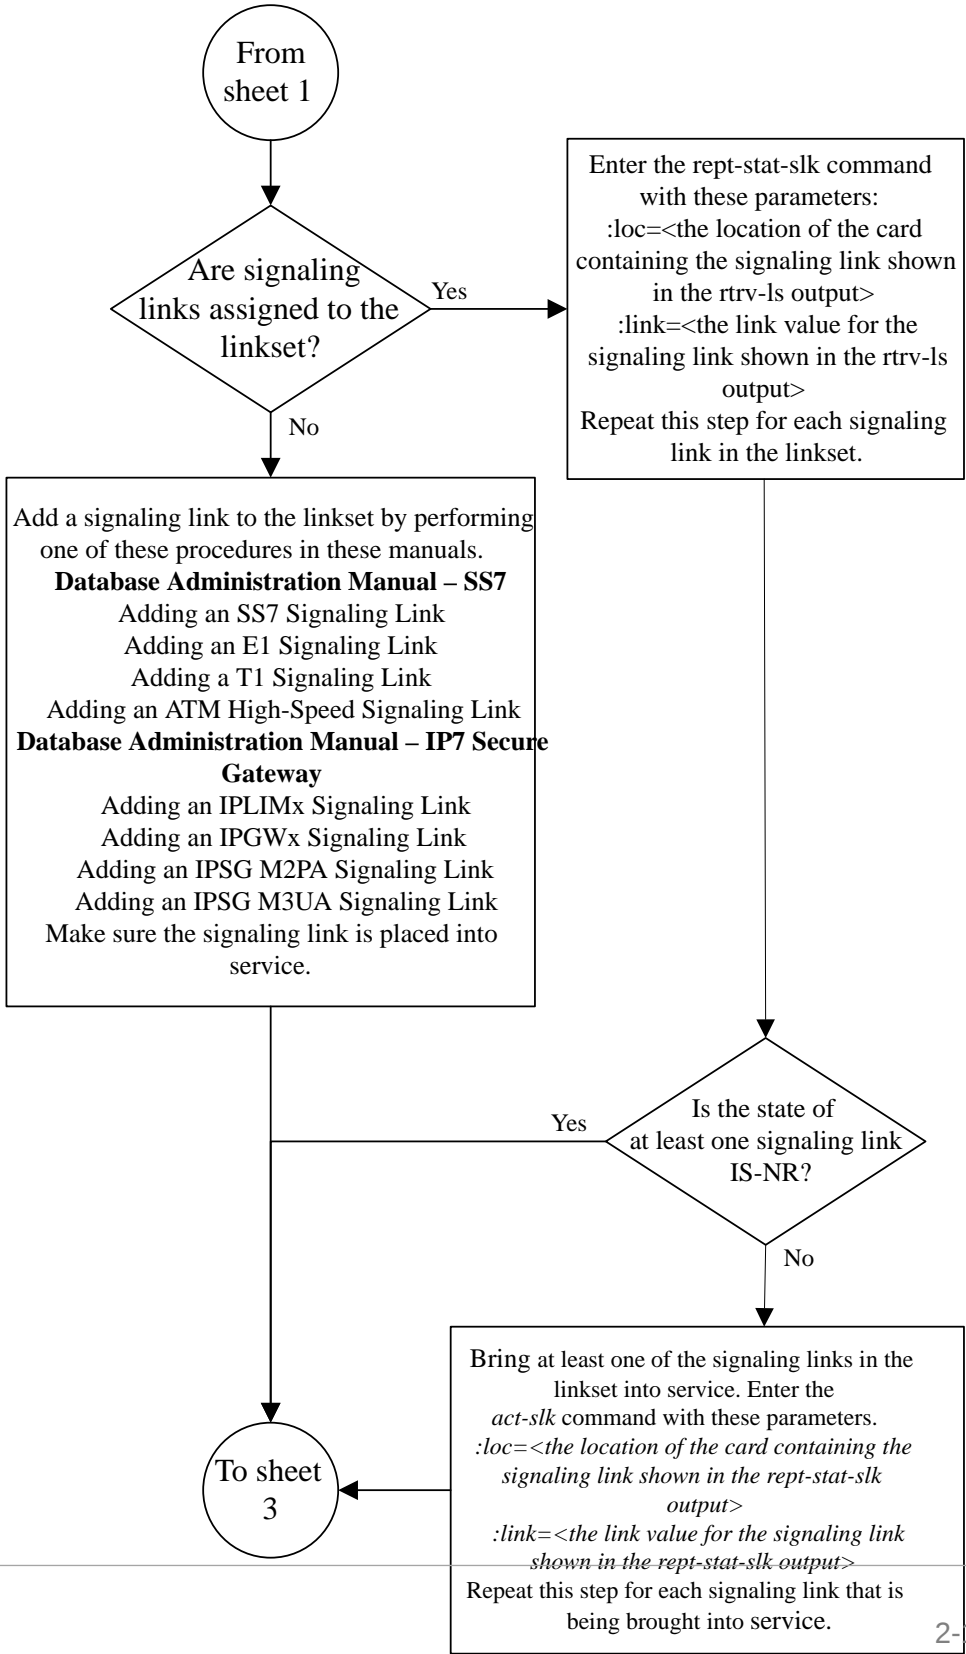 From
sheet 1
Are signaling
links assigned to the
linkset?
Yes
No
Enter the rept-stat-slk command
with these parameters:
:loc=<the location of the card
containing the signaling link shown
in the rtrv-ls output>
:link=<the link value for the
signaling link shown in the rtrv-ls
output>
Repeat this step for each signaling
link in the linkset.
Add a signaling link to the linkset by performing
one of these procedures in these manuals.
Database Administration Manual – SS7
Adding an SS7 Signaling Link
Adding an E1 Signaling Link
Adding a T1 Signaling Link
Adding an ATM High-Speed Signaling Link
Database Administration Manual – IP7 Secure
Gateway
Adding an IPLIMx Signaling Link
Adding an IPGWx Signaling Link
Adding an IPSG M2PA Signaling Link
Adding an IPSG M3UA Signaling Link
Make sure the signaling link is placed into
service.
Is the state of
at least one signaling link
IS-NR?
Yes
No
Bring at least one of the signaling links in the
linkset into service. Enter the
act-slk command with these parameters.
:loc=<the location of the card containing the
signaling link shown in the rept-stat-slk
output>
:link=<the link value for the signaling link
shown in the rept-stat-slk output>
Repeat this step for each signaling link that is
being brought into service.
To sheet
3
2-